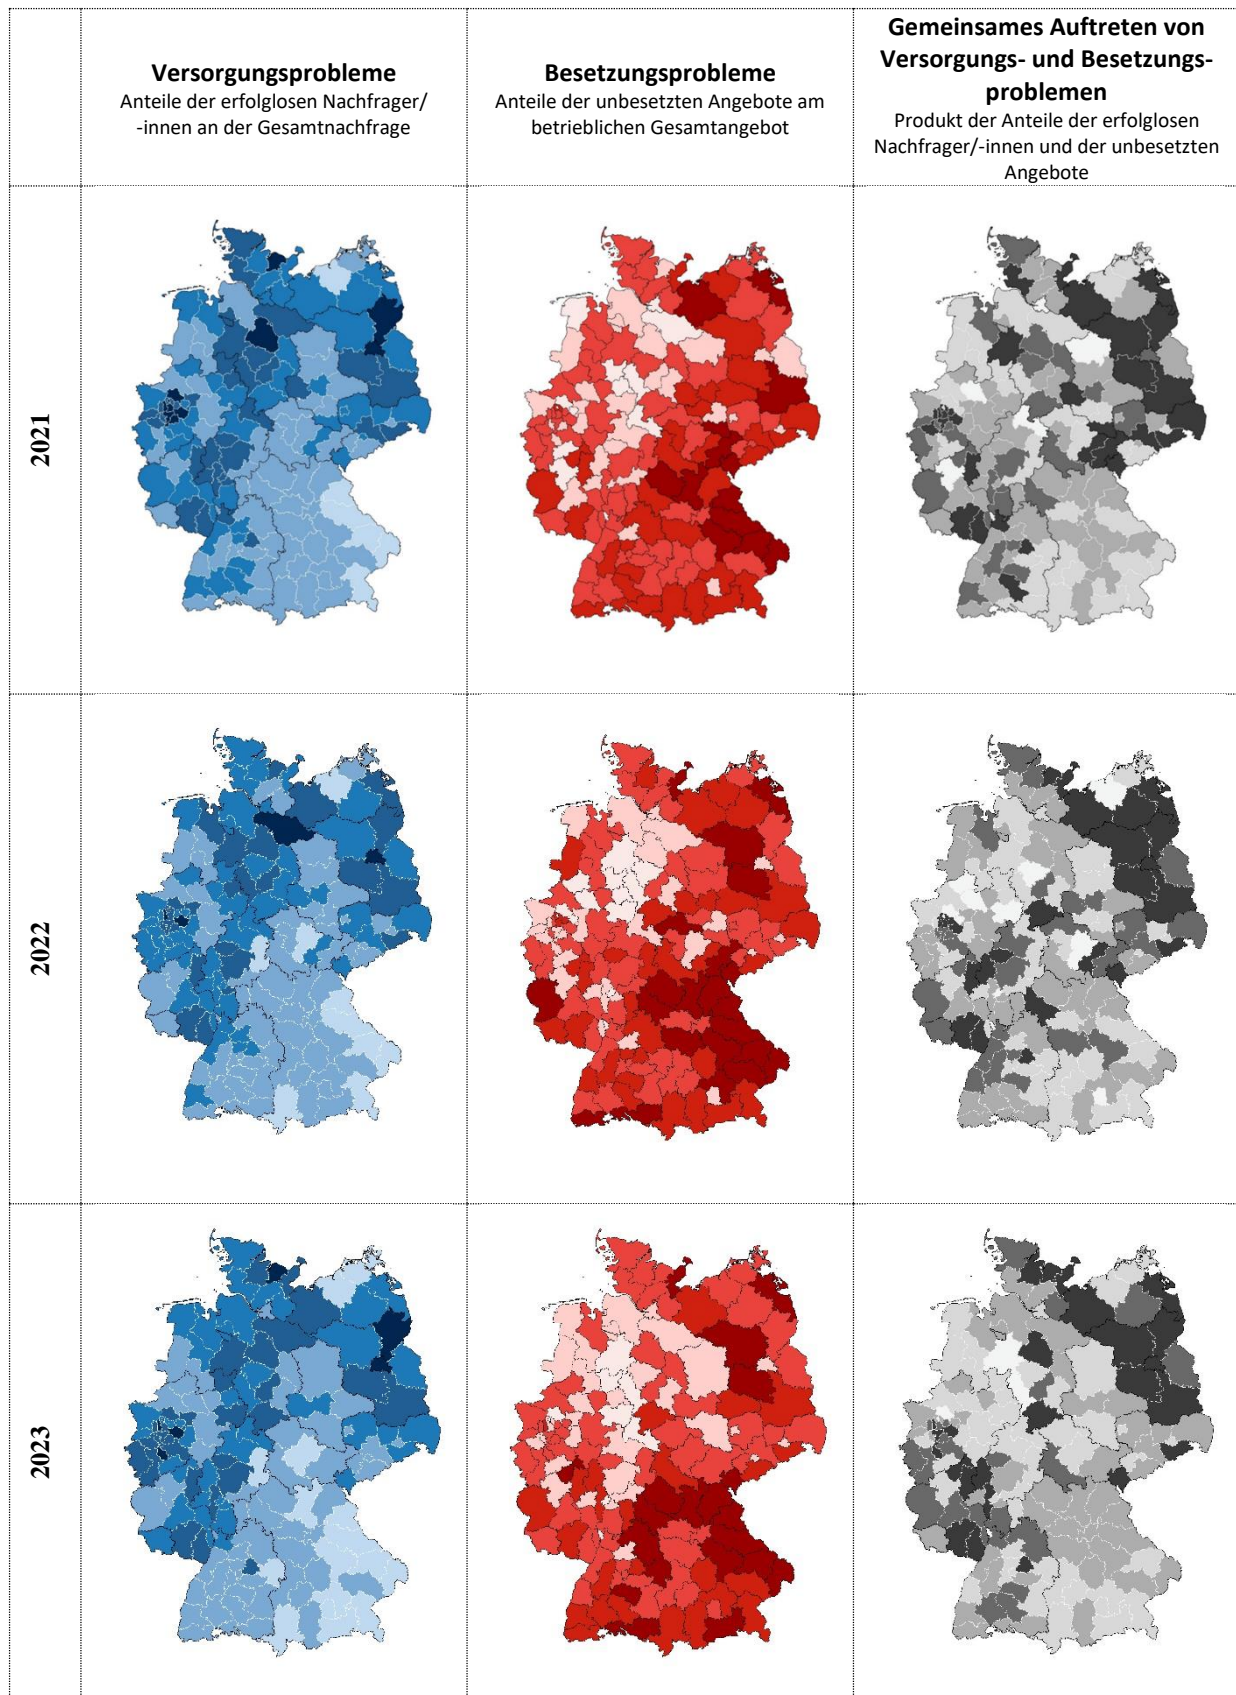 Versorgungsprobleme
Anteile der erfolglosen Nachfrager/
-innen an der Gesamtnachfrage
Besetzungsprobleme
Anteile der unbesetzten Angebote am
betrieblichen Gesamtangebot
Gemeinsames Auftreten von
Versorgungs- und Besetzungs-
problemen
Produkt der Anteile der erfolglosen
Nachfrager/-innen und der unbesetzten
Angebote
2021
2022
2023